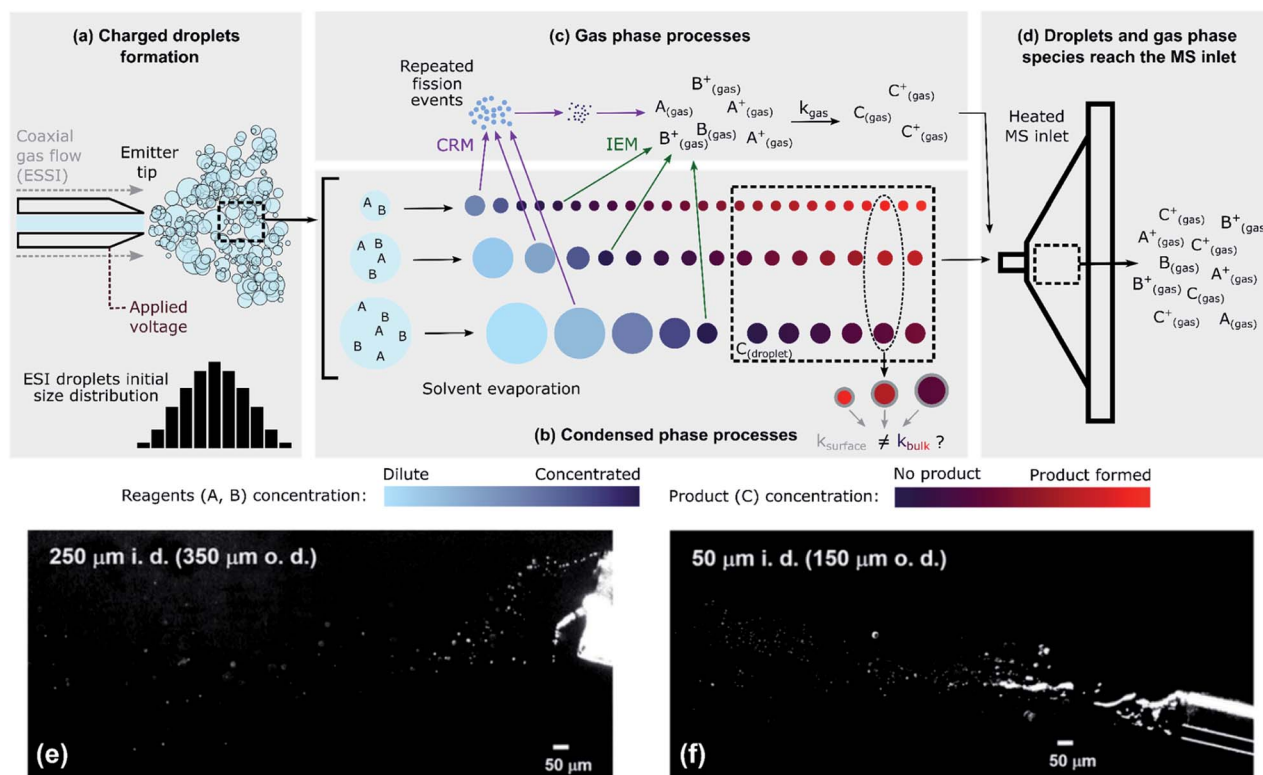 (a) Charged droplets
formation
Coaxial
gas flow
(ESSI)
Emitter
tip
Applied
voltage
ESI droplets initial
size distribution
(c) Gas phase processes
Repeated
fission
events
CRM
IEM
B+(gas)
A(gas) A+(gas)
B+(gas) B(gas) A+(gas)
kgas
C+(gas)
C(gas)
C+(gas)
A
B
A B
A
B
A B
A B
B A
Solvent evaporation
C(droplet)
ksurface ≠ kbulk ?
(b) Condensed phase processes
(d) Droplets and gas phase
species reach the MS inlet
Heated
MS inlet
C+(gas) B+(gas)
A+(gas) C+(gas)
B(gas) A+(gas)
B+(gas) C(gas)
C+(gas) A(gas)
Dilute Concentrated
Reagents (A, B) concentration:
No product Product formed
Product (C) concentration:
250 μm i. d. (350 μm o. d.)
(e)
50 μm
50 μm i. d. (150 μm o. d.)
(f)
50 μm